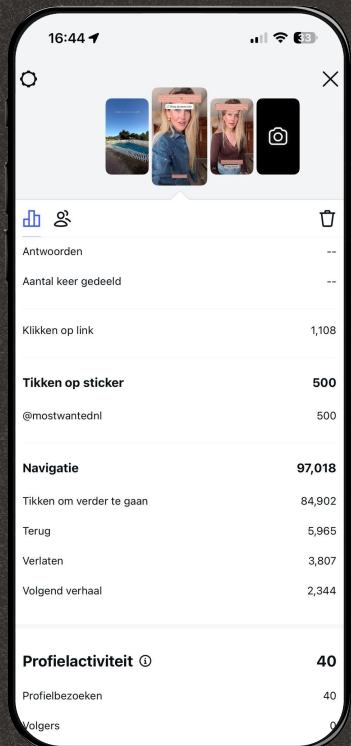 16:44
33
Antwoorden --
Aantal keer gedeeld --
Klikken op link 1,108
Tikken op sticker 500
@mostwantednl 500
Navigatie 97,018
Tikken om verder te gaan 84,902
Terug 5,965
Verlaten 3,807
Volgend verhaal 2,344
Profielactiviteit 40
Profielbezoeken 40
Volgers 0